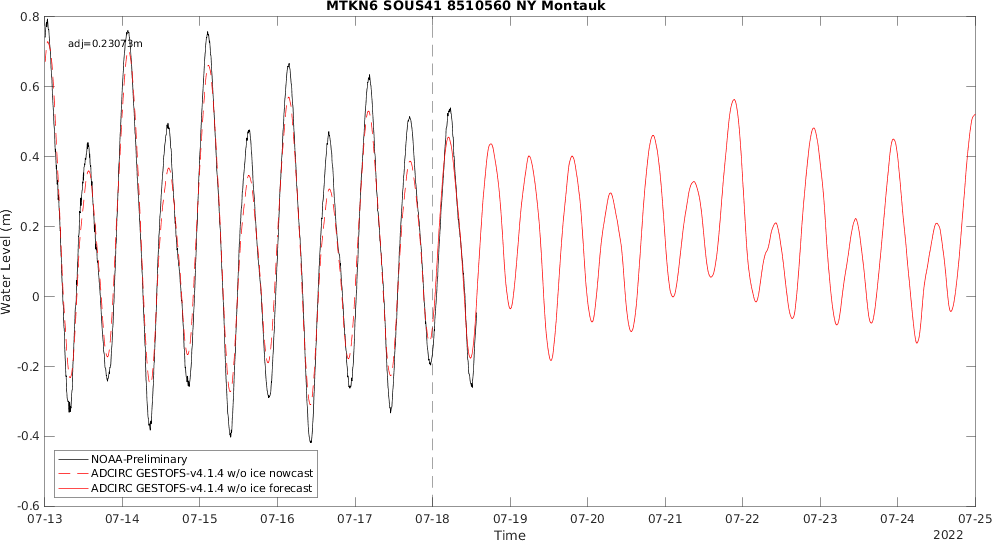 MTKN6 SOUS41 8510560 NY Montauk
adj=0.23073m
0.8
0.6
0.4
0.2
0
-0.2
-0.4
-0.6
Water Level (m)
NOAA-Preliminary
ADCIRC GESTOFS-v4.1.4 w/o ice nowcast
ADCIRC GESTOFS-v4.1.4 w/o ice forecast
07-13 07-14 07-15 07-16 07-17 07-18 07-19 07-20 07-21 07-22 07-23 07-24 07-25
Time
2022